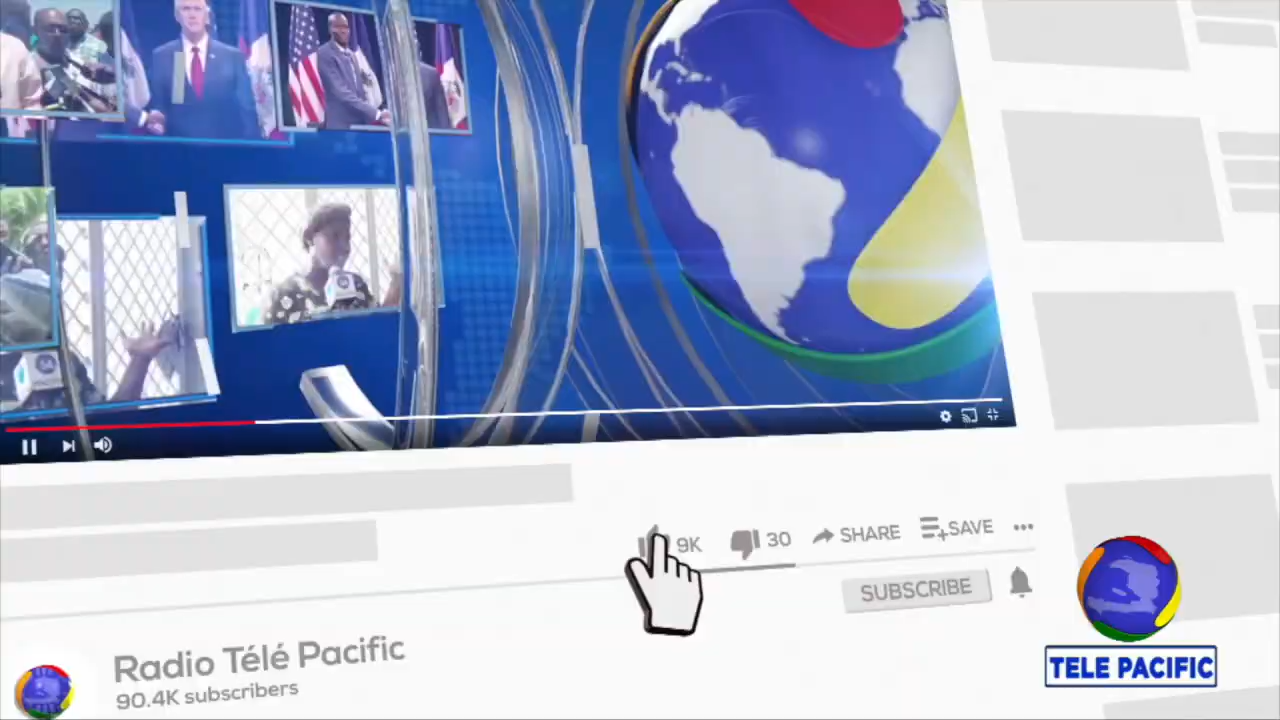 9K
30
SHARE
SAVE
SUBSCRIBE
Radio Télé Pacific
90.4K subscribers
TELE PACIFIC